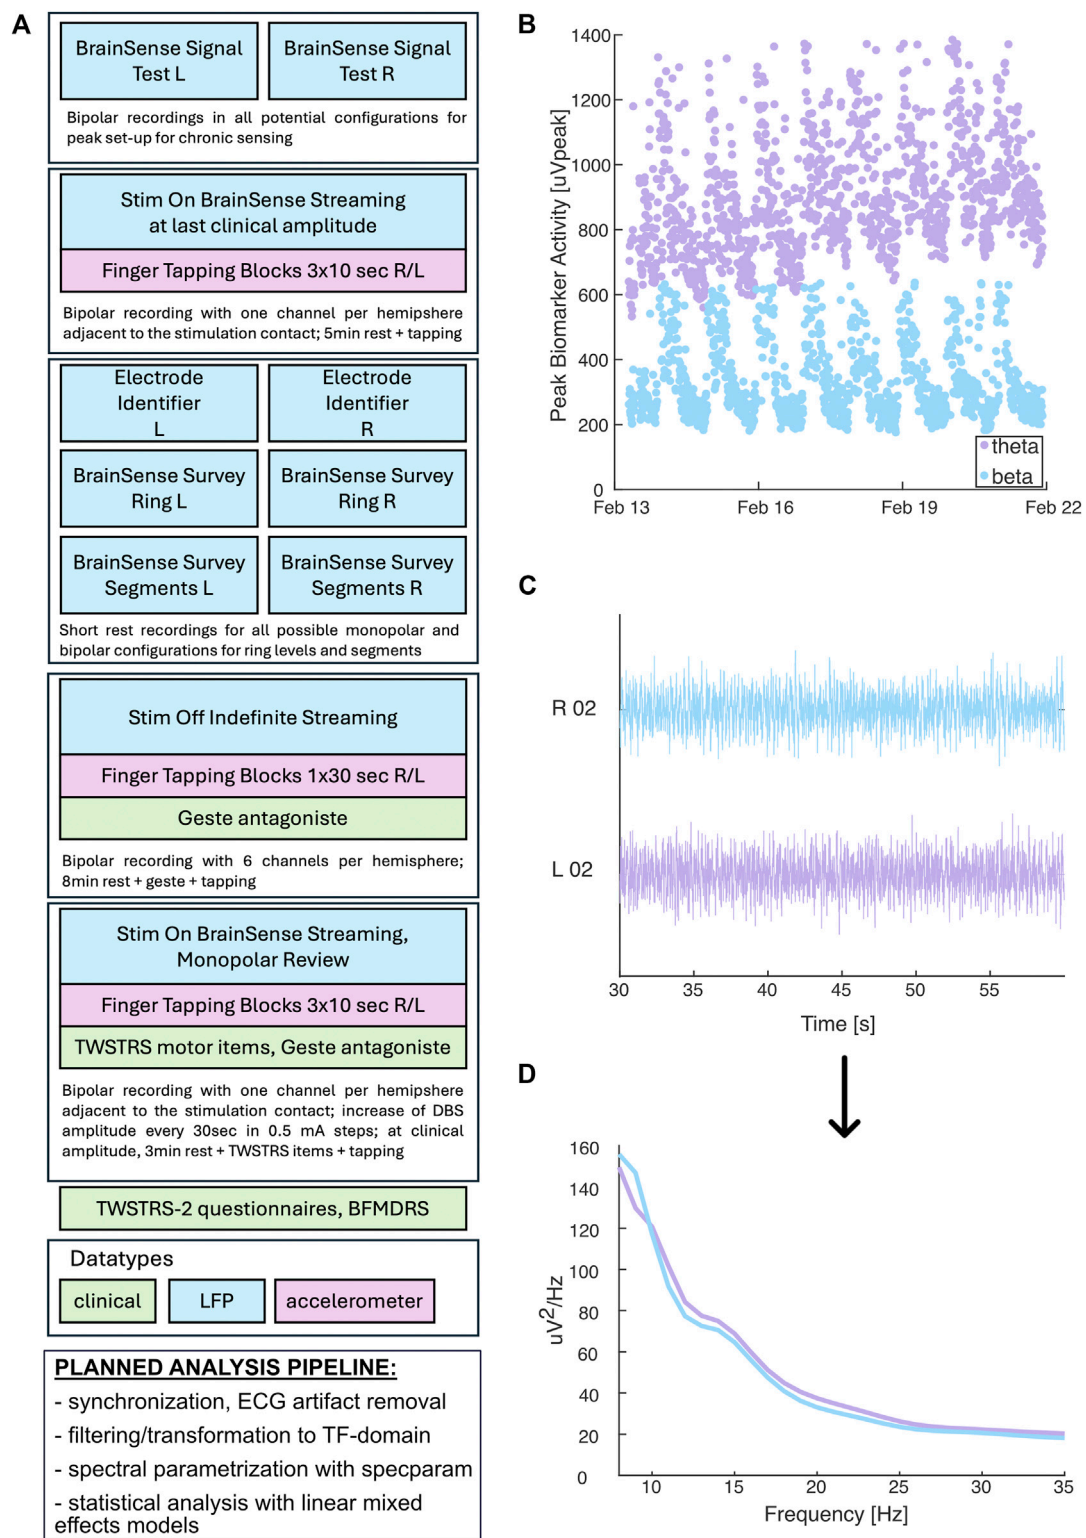 A
BrainSense Signal
Test L
BrainSense Signal
Test R
Bipolar recordings in all potential configurations for
peak set-up for chronic sensing
Stim On BrainSense Streaming
at last clinical amplitude
Finger Tapping Blocks 3x10 sec R/L
Bipolar recording with one channel per hemipshere
adjacent to the stimulation contact; 5min rest + tapping
Electrode
Identifier
L
Electrode
Identifier
R
BrainSense Survey
Ring L
BrainSense Survey
Ring R
BrainSense Survey
Segments L
BrainSense Survey
Segments R
Short rest recordings for all possible monopolar and
bipolar configurations for ring levels and segments
Stim Off Indefinite Streaming
Finger Tapping Blocks 1x30 sec R/L
Geste antagoniste
Bipolar recording with 6 channels per hemisphere;
8min rest + geste + tapping
Stim On BrainSense Streaming,
Monopolar Review
Finger Tapping Blocks 3x10 sec R/L
TWSTRS motor items, Geste antagoniste
Bipolar recording with one channel per hemipshere
adjacent to the stimulation contact; increase of DBS
amplitude every 30sec in 0.5 mA steps; at clinical
amplitude, 3min rest + TWSTRS items + tapping
TWSTRS-2 questionnaires, BFMDRS
Datatypes
clinical
LFP
accelerometer
PLANNED ANALYSIS PIPELINE:
- synchronization, ECG artifact removal
- filtering/transformation to TF-domain
- spectral parametrization with specparam
- statistical analysis with linear mixed
effects models
B
Peak Biomarker Activity [uVpeak]
1400
1200
1000
800
600
400
200
0
theta
beta
Feb 13
Feb 16
Feb 19
Feb 22
C
R 02
L 02
30
35
40
45
50
55
Time [s]
D
uV²/Hz
160
140
120
100
80
60
40
20
0
10
15
20
25
30
35
Frequency [Hz]